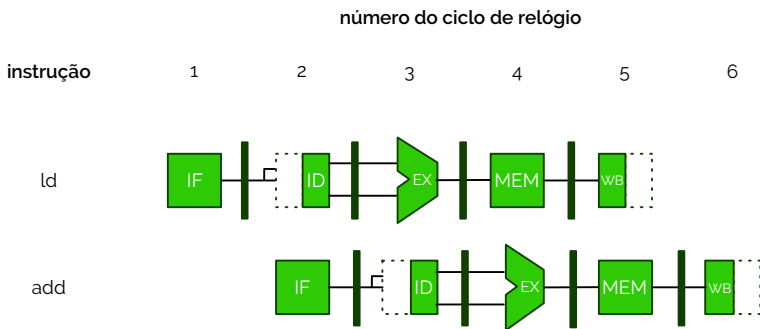 número do ciclo de relógio
instrução 1 2 3 4 5 6
ld IF ID EX MEM WB
add IF ID EX MEM WB